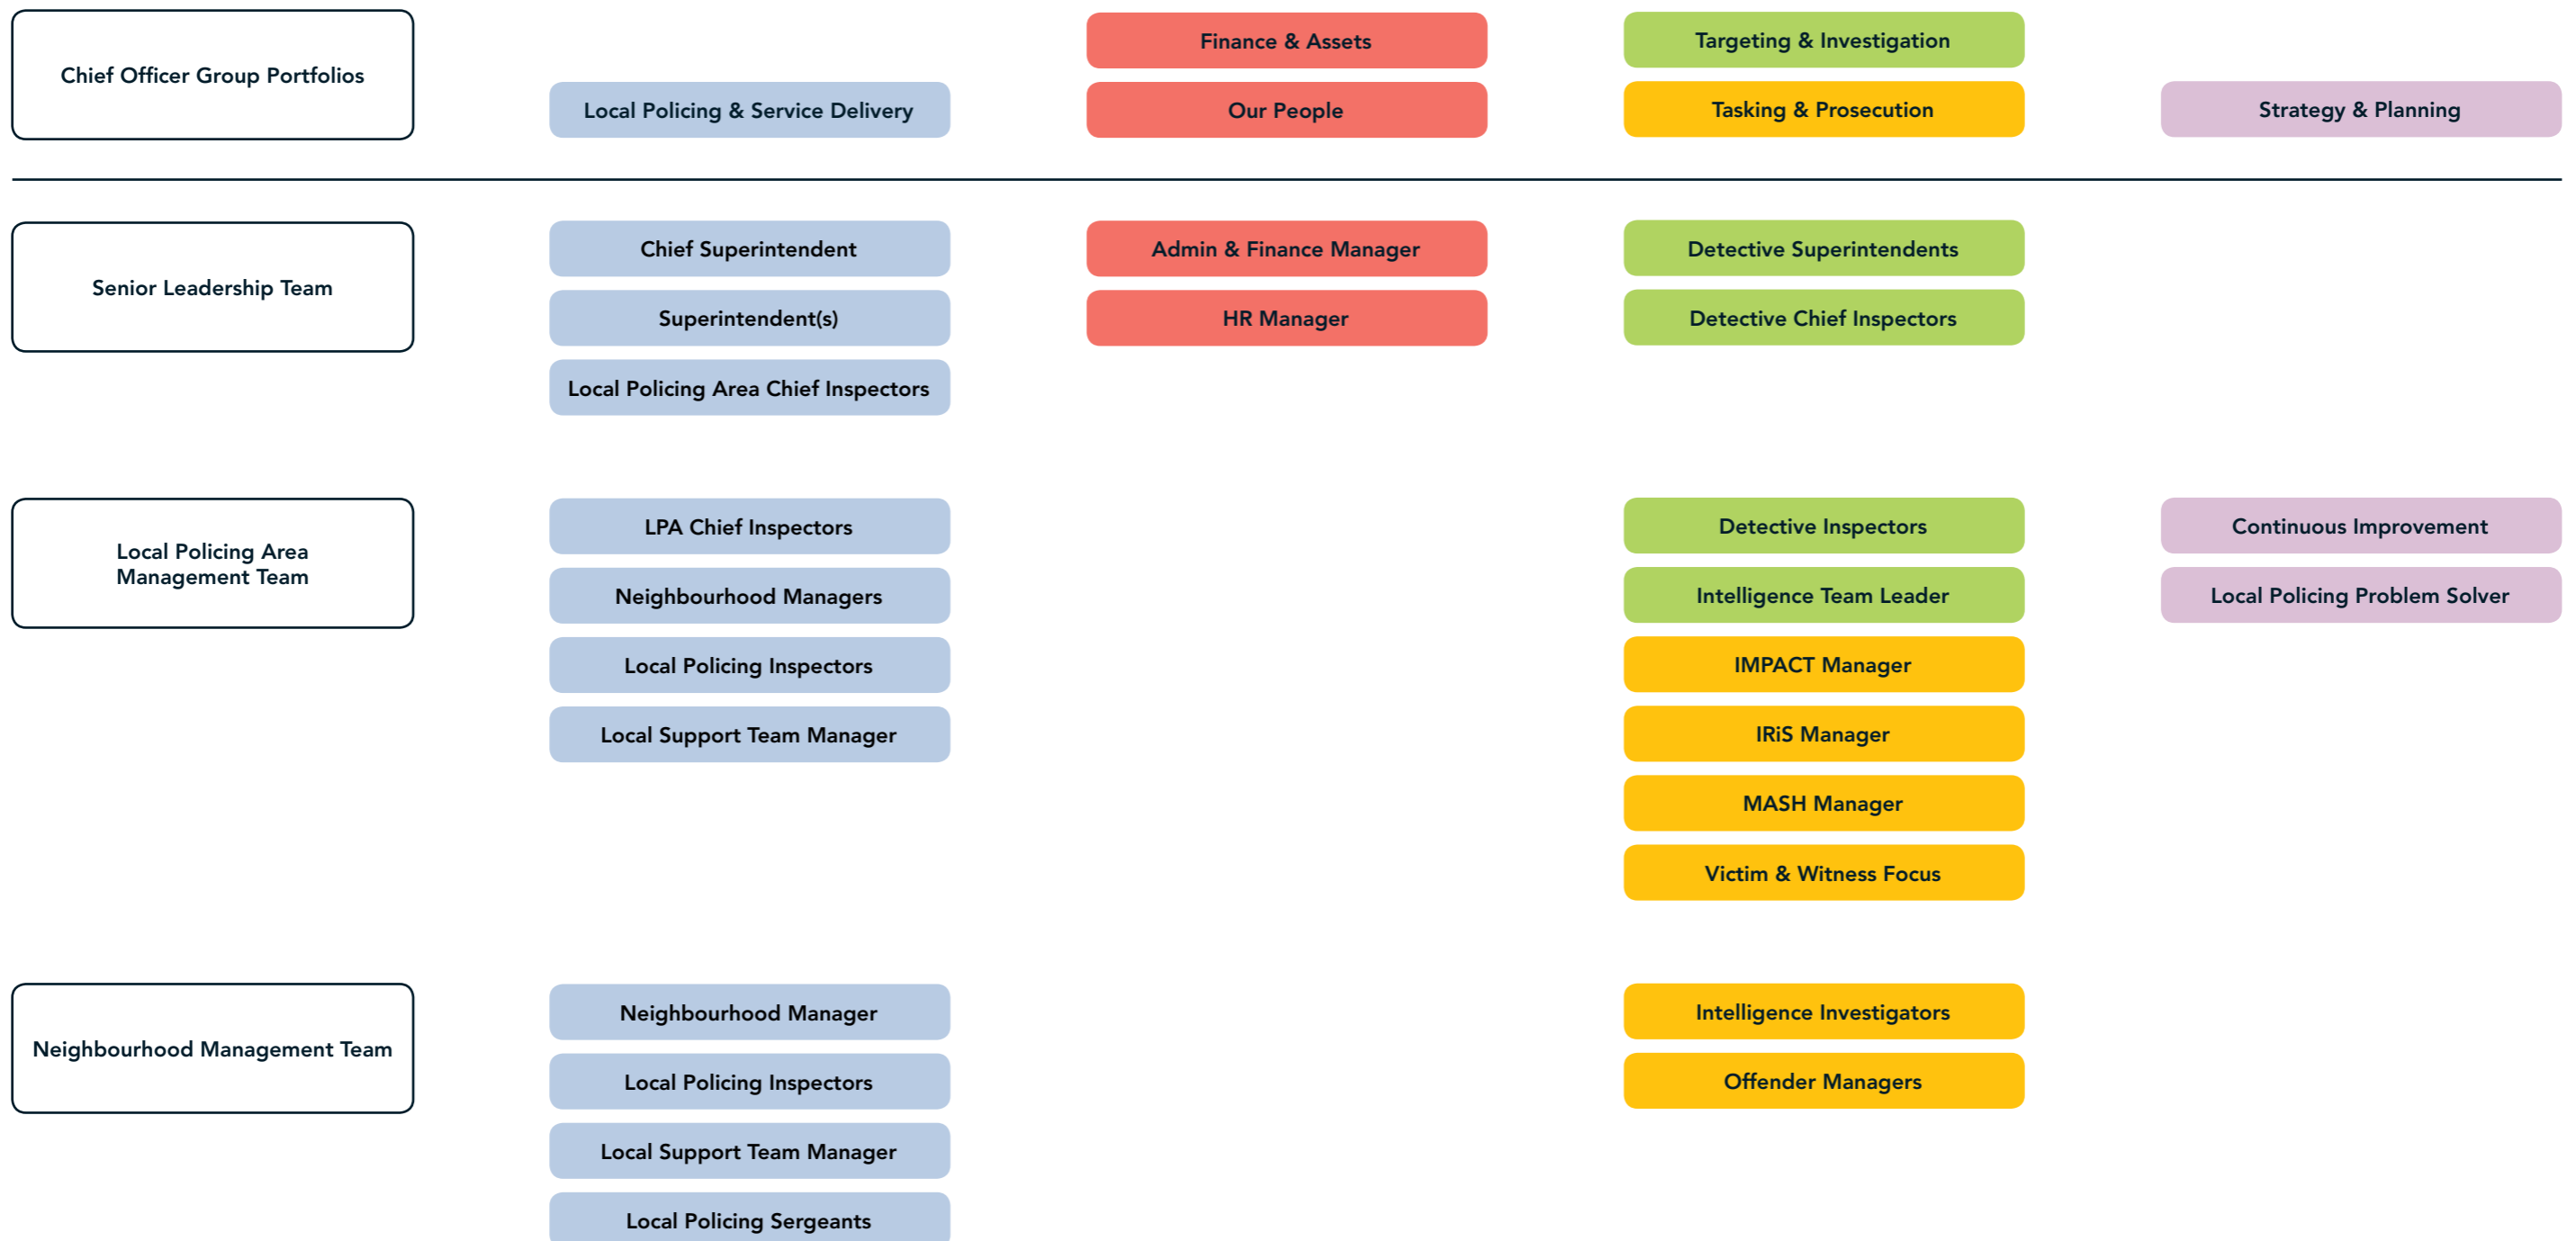 Chief Officer Group Portfolios
Local Policing & Service Delivery
Finance & Assets
Our People
Targeting & Investigation
Tasking & Prosecution
Strategy & Planning
Senior Leadership Team
Chief Superintendent
Superintendent(s)
Local Policing Area Chief Inspectors
Admin & Finance Manager
HR Manager
Detective Superintendents
Detective Chief Inspectors
Local Policing Area
Management Team
LPA Chief Inspectors
Neighbourhood Managers
Local Policing Inspectors
Local Support Team Manager
Detective Inspectors
Intelligence Team Leader
IMPACT Manager
IRiS Manager
MASH Manager
Victim & Witness Focus
Continuous Improvement
Local Policing Problem Solver
Neighbourhood Management Team
Neighbourhood Manager
Local Policing Inspectors
Local Support Team Manager
Local Policing Sergeants
Intelligence Investigators
Offender Managers